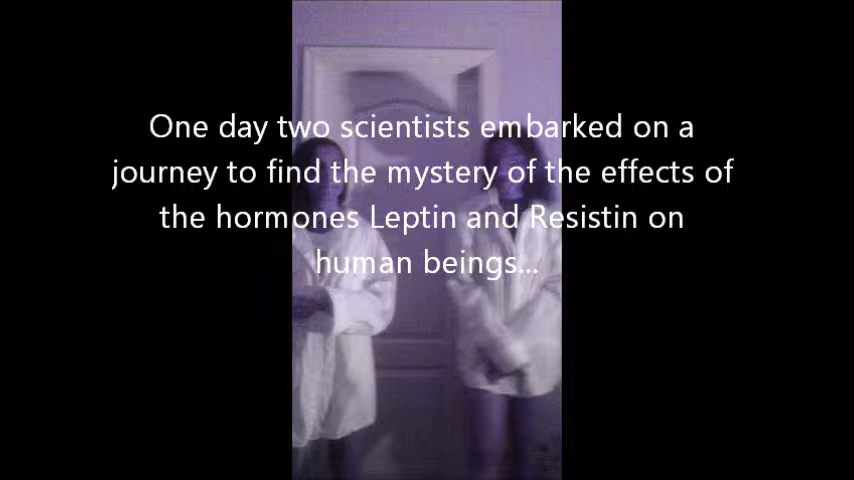 One day two scientists embarked on a
journey to find the mystery of the effects of
the hormones Leptin and Resistin on
human beings...